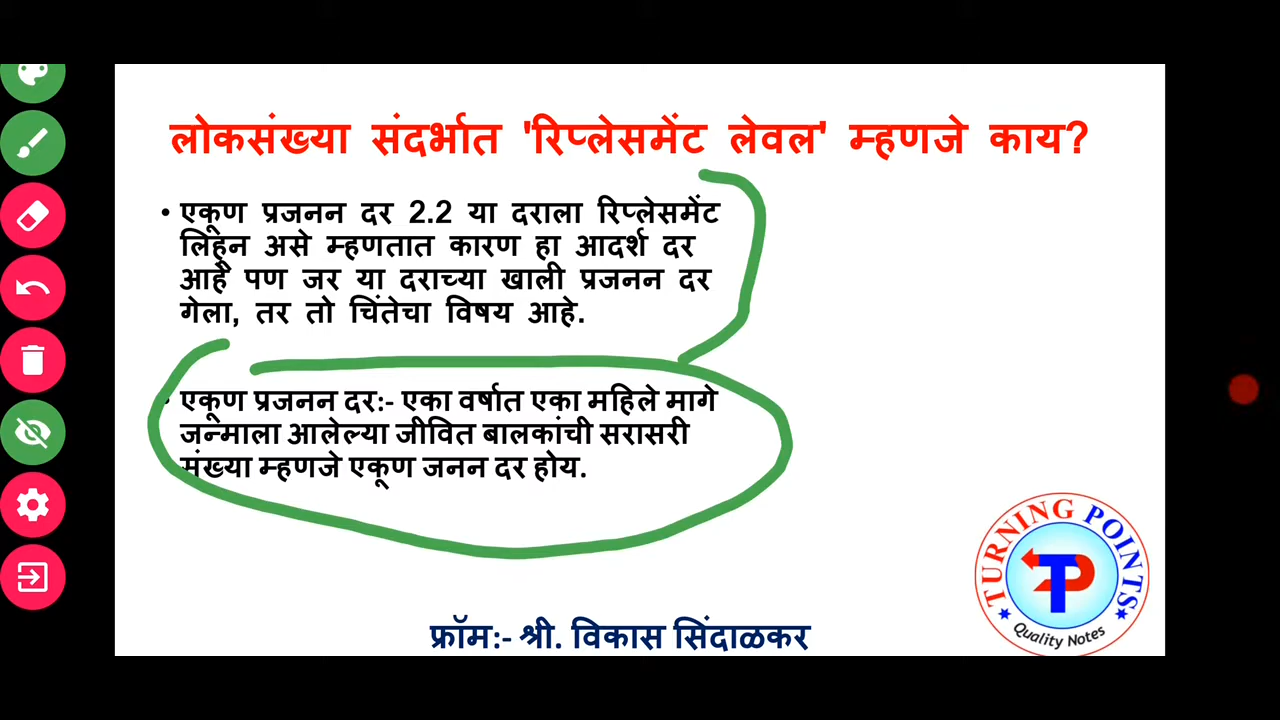 लोकसंख्या संदर्भात 'रिप्लेसमेंट लेवल' म्हणजे काय?
• एकूण प्रजनन दर 2.2 या दराला रिप्लेसमेंट
लिहून असे म्हणतात कारण हा आदर्श दर
आहे पण जर या दराच्या खाली प्रजनन दर
गेला, तर तो चिंतेचा विषय आहे.
• एकूण प्रजनन दर:- एका वर्षात एका महिले मागे
जन्माला आलेल्या जीवित बालकांची सरासरी
संख्या म्हणजे एकूण जनन दर होय.
TURNING POINTS
TP
Quality Notes
फ्रॉम:- श्री. विकास सिंदाळकर